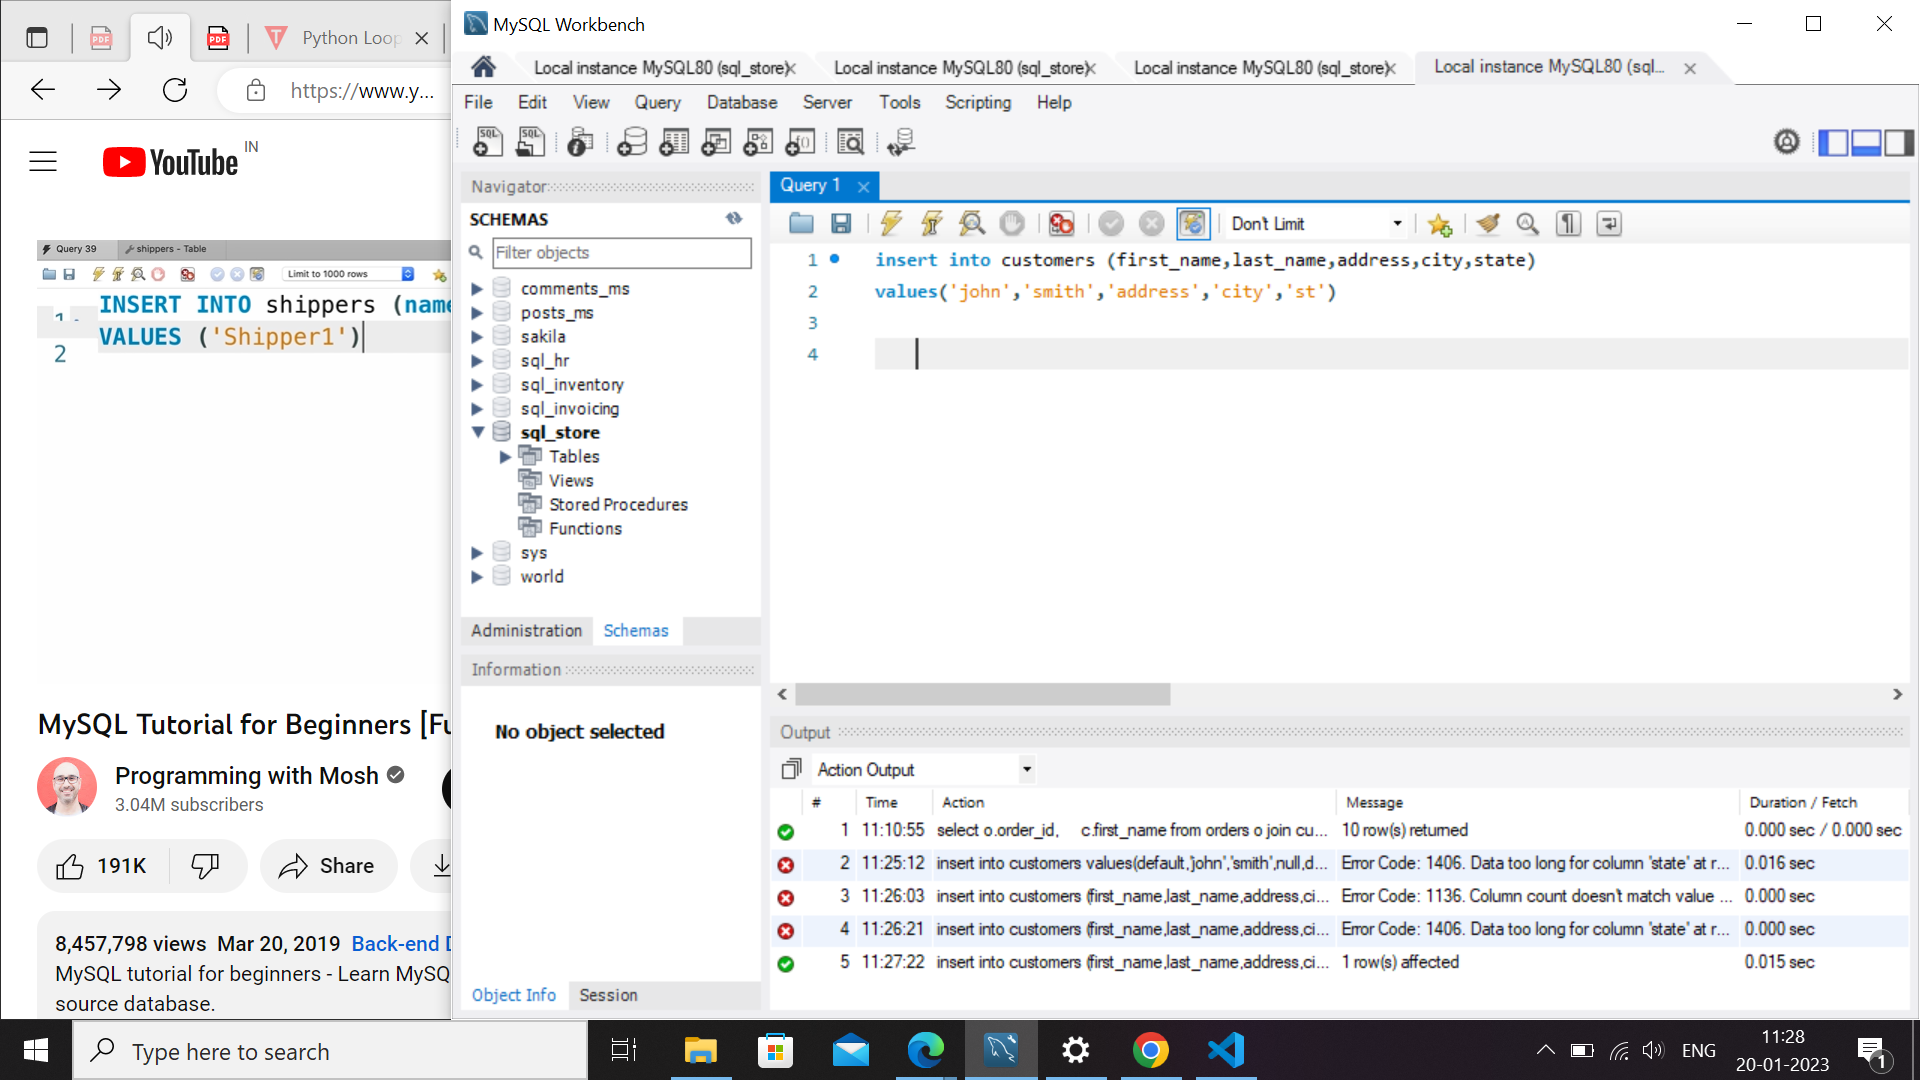 Python Loop
https://www.y...
YouTube IN
Query 39 shippers - Table
Limit to 1000 rows
INSERT INTO shippers (name
VALUES ('Shipper1')
1
2
MySQL Tutorial for Beginners [Fu
Programming with Mosh
3.04M subscribers
191K Share
8,457,798 views Mar 20, 2019 Back-end D
MySQL tutorial for beginners - Learn MySQ
source database.
MySQL Workbench
Local instance MySQL80 (sql_store) Local instance MySQL80 (sql_store) Local instance MySQL80 (sql_store) Local instance MySQL80 (sql...
File Edit View Query Database Server Tools Scripting Help
Navigator
SCHEMAS
Filter objects
comments_ms
posts_ms
sakila
sql_hr
sql_inventory
sql_invoicing
sql_store
Tables
Views
Stored Procedures
Functions
sys
world
Administration Schemas
Information
No object selected
Object Info Session
Query 1
Don't Limit
1 insert into customers (first_name,last_name,address,city,state)
2 values('john','smith','address','city','st')
3
4
Output
Action Output
# Time Action Message Duration / Fetch
1 11:10:55 select o.order_id, c.first_name from orders o join cu... 10 row(s) returned 0.000 sec / 0.000 sec
2 11:25:12 insert into customers values(default,'john','smith',null,d... Error Code: 1406. Data too long for column 'state' at r... 0.016 sec
3 11:26:03 insert into customers (first_name,last_name,address,ci... Error Code: 1136. Column count doesn't match value ... 0.000 sec
4 11:26:21 insert into customers (first_name,last_name,address,ci... Error Code: 1406. Data too long for column 'state' at r... 0.000 sec
5 11:27:22 insert into customers (first_name,last_name,address,ci... 1 row(s) affected 0.015 sec
Type here to search
ENG
11:28
20-01-2023
1